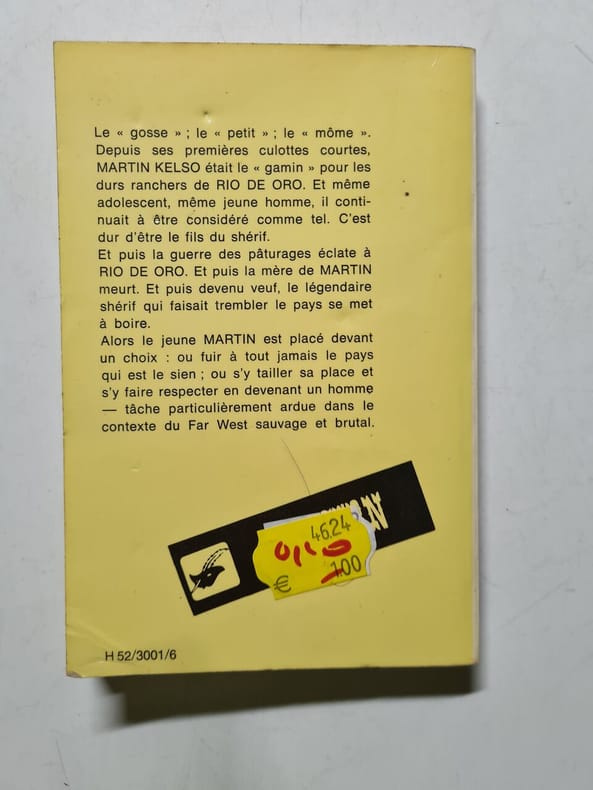 Le « gosse » ; le « petit » ; le « môme ».
Depuis ses premières culottes courtes,
MARTIN KELSO était le « gamin » pour les
durs ranchers de RIO DE ORO. Et même
adolescent, même jeune homme, il conti-
nuait à être considéré comme tel. C'est
dur d'être le fils du shérif.
Et puis la guerre des pâturages éclate à
RIO DE ORO. Et puis la mère de MARTIN
meurt. Et puis devenu veuf, le légendaire
shérif qui faisait trembler le pays se met
à boire.
Alors le jeune MARTIN est placé devant
un choix : ou fuir à tout jamais le pays
qui est le sien ; ou s'y tailler sa place et
s'y faire respecter en devenant un homme
— tâche particulièrement ardue dans le
contexte du Far West sauvage et brutal.
46.24
0,10
€ 1.00
H 52/3001/6